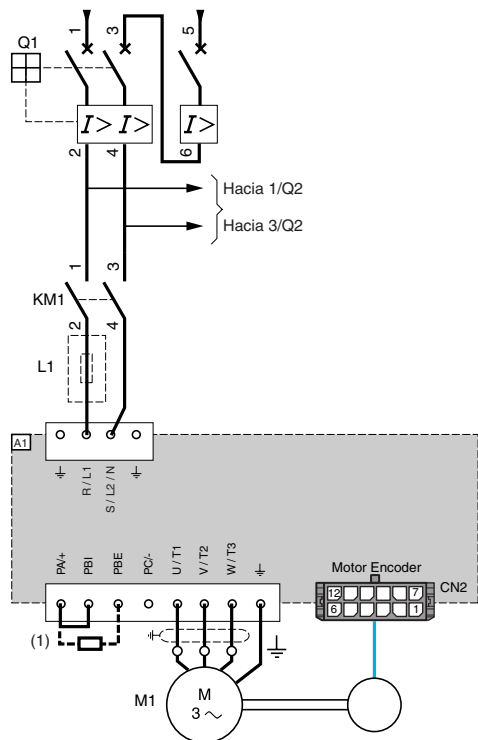 1 3 5
Q1
I> I> I>
2 4 6
Hacia 1/Q2
Hacia 3/Q2
1 3
KM1
2 4
L1
A1
R / L1
S / L2 / N
PA/+
PBI
PBE
PC/-
U / T1
V / T2
W / T3
Motor Encoder
12 7
CN2
6 1
(1)
M1
M
3 ~